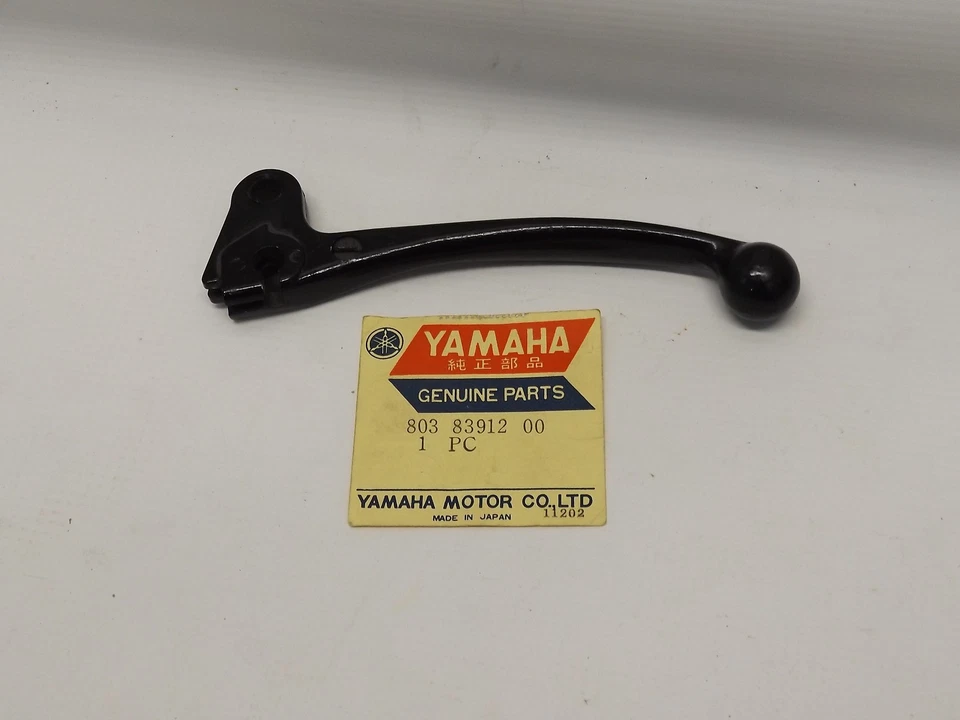 YAMAHA
純正部品
GENUINE PARTS
803 83912 00
1 PC
YAMAHA MOTOR CO.,LTD
MADE IN JAPAN
11202